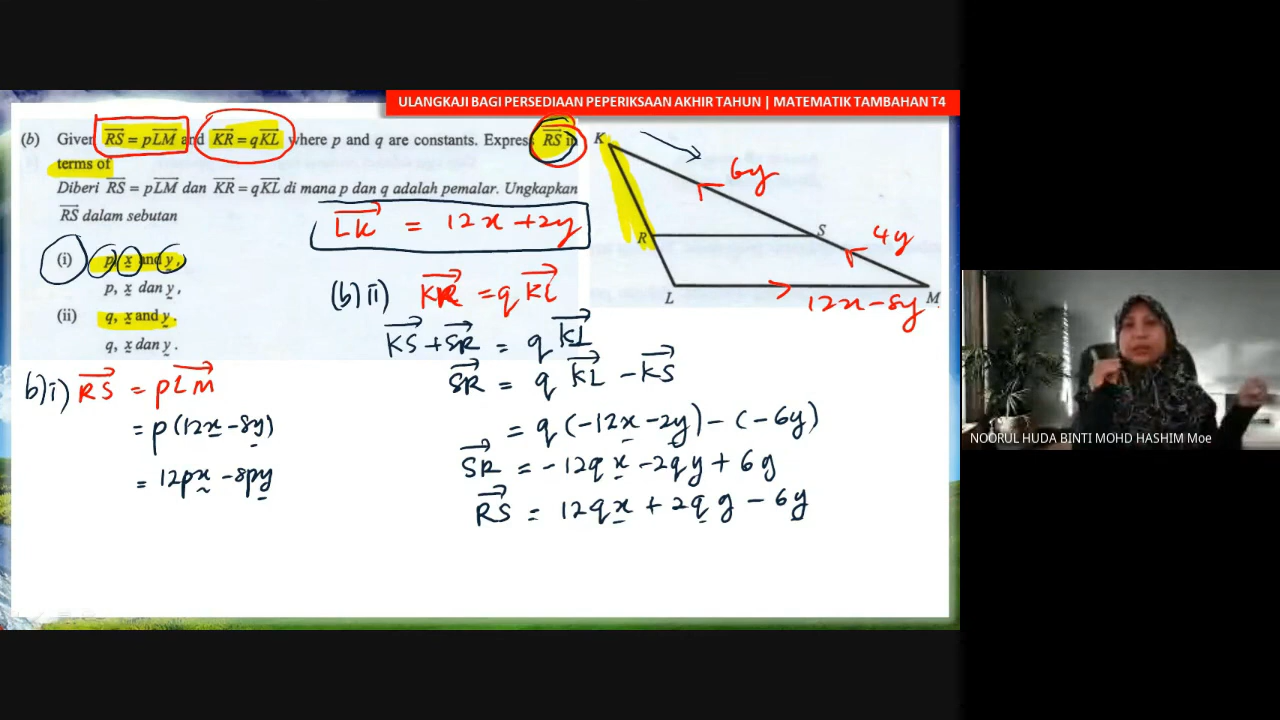 ULANGKAJI BAGI PERSEDIAAN PEPERIKSAAN AKHIR TAHUN | MATEMATIK TAMBAHAN T4
(b) Given RS = pLM and KR = qKL where p and q are constants. Express RS in
terms of
Diberi RS = pLM dan KR = qKL di mana p dan q adalah pemalar. Ungkapkan
RS dalam sebutan
(i) p, x and y,
p, x dan y,
(ii) q, x and y.
q, x dan y.
LK = 12x + 2y
K
6y
R
S
4y
L
12x - 8y
M
b)i) RS = pLM
= p(12x - 8y)
= 12px - 8py
(b) ii) KR = q KL
KS + SR = q KL
SR = q KL - KS
= q(-12x - 2y) - (-6y)
SR = -12qx - 2qy + 6y
RS = 12qx + 2qy - 6y
NOORUL HUDA BINTI MOHD HASHIM Moe